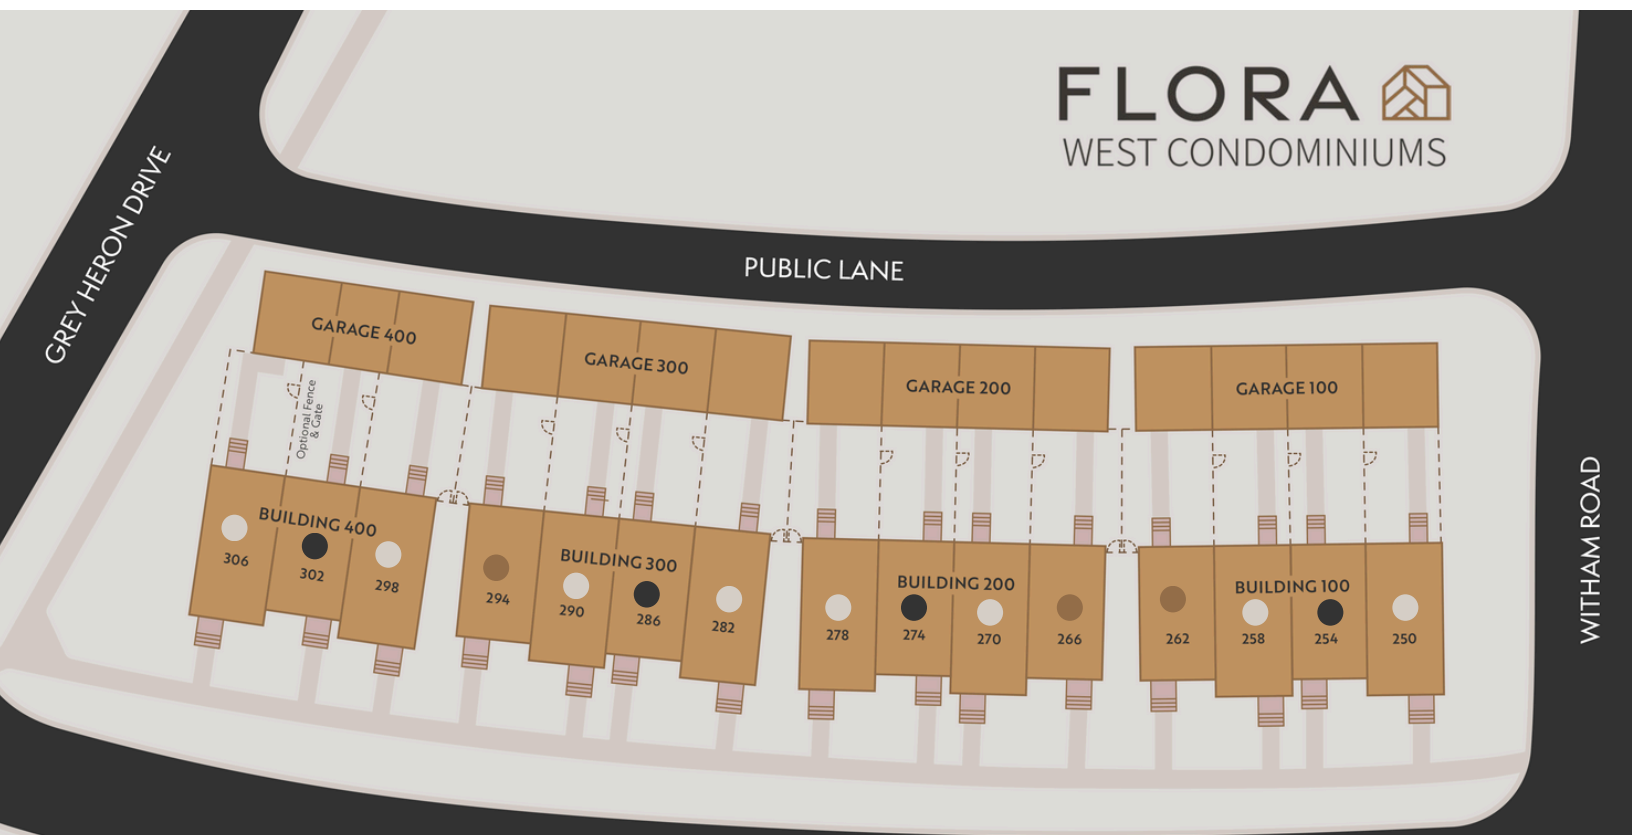 FLORA
WEST CONDOMINIUMS
GREY HERON DRIVE
PUBLIC LANE
WITHAM ROAD
GARAGE 400
GARAGE 300
GARAGE 200
GARAGE 100
Optional Fence
& Gate
BUILDING 400
306
302
298
BUILDING 300
294
290
286
282
BUILDING 200
278
274
270
266
BUILDING 100
262
258
254
250